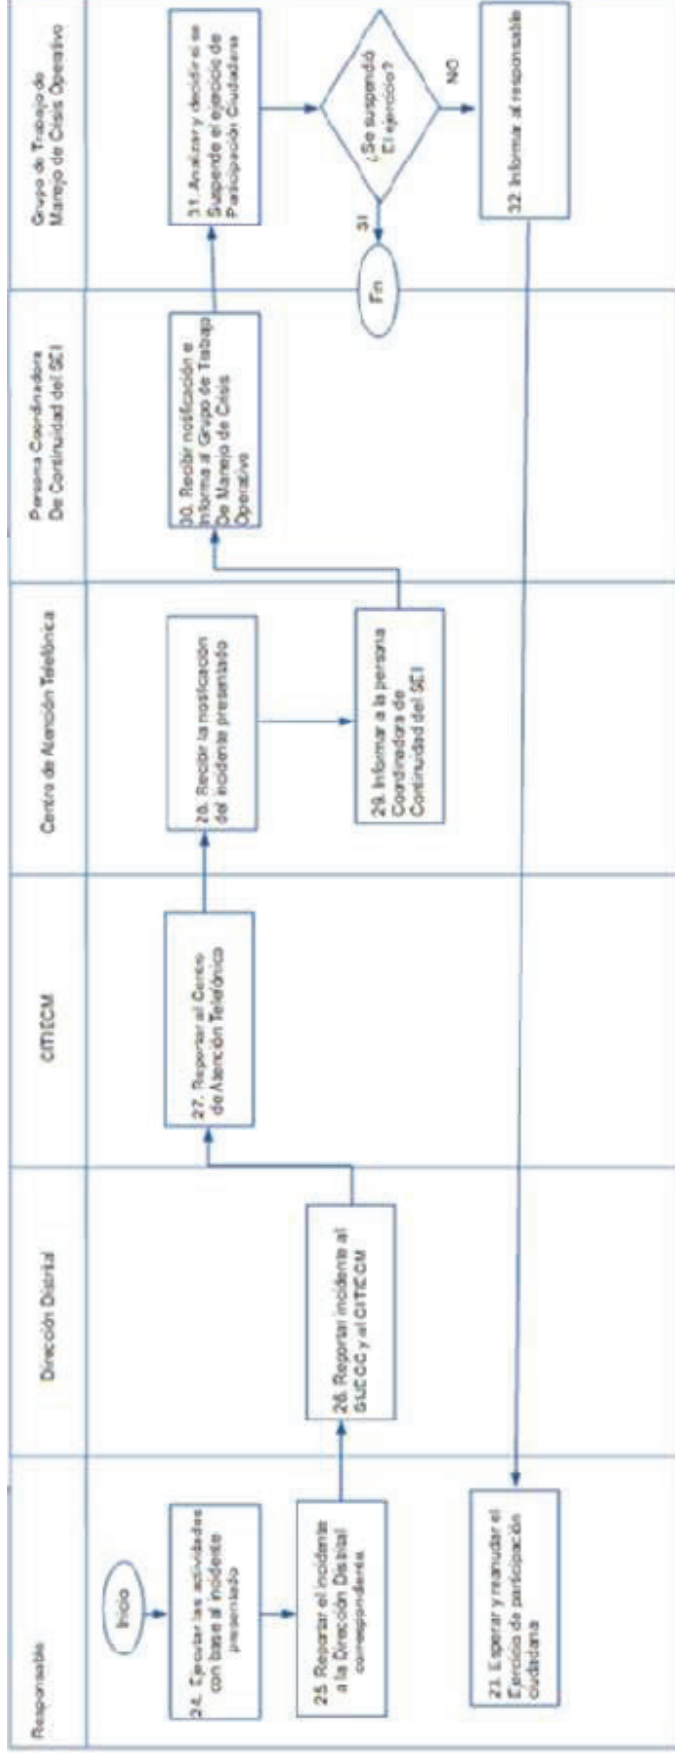 Responsable
Dirección Distrital
CITIECM
Centro de Atención Telefónica
Persona Coordinadora
De Continuidad del SEI
Grupo de Trabajo de
Manejo de Crisis Operativo
Inicio
24. Ejecutar las actividades
con base al incidente
presentado
25. Reportar el incidente
a la Dirección Distrital
correspondiente.
26. Reportar incidente al
y al CITIECM
27. Reportar al Centro
de Atención Telefónico
28. Recibir la notificación
del incidente presentado
29. Informar a la persona
Coordinadora de
Continuidad del SEI
30. Recibir notificación e
Informa al Grupo de Trabajo
De Manejo de Crisis
Operativo
31. Analizar y decidir si se
Suspende el ejercicio de
Participación Ciudadana
¿Se suspendió
El ejercicio?
SI
Fin
NO
32. Informar al responsable
23. Esperar y reanudar el
Ejercicio de participación
ciudadana